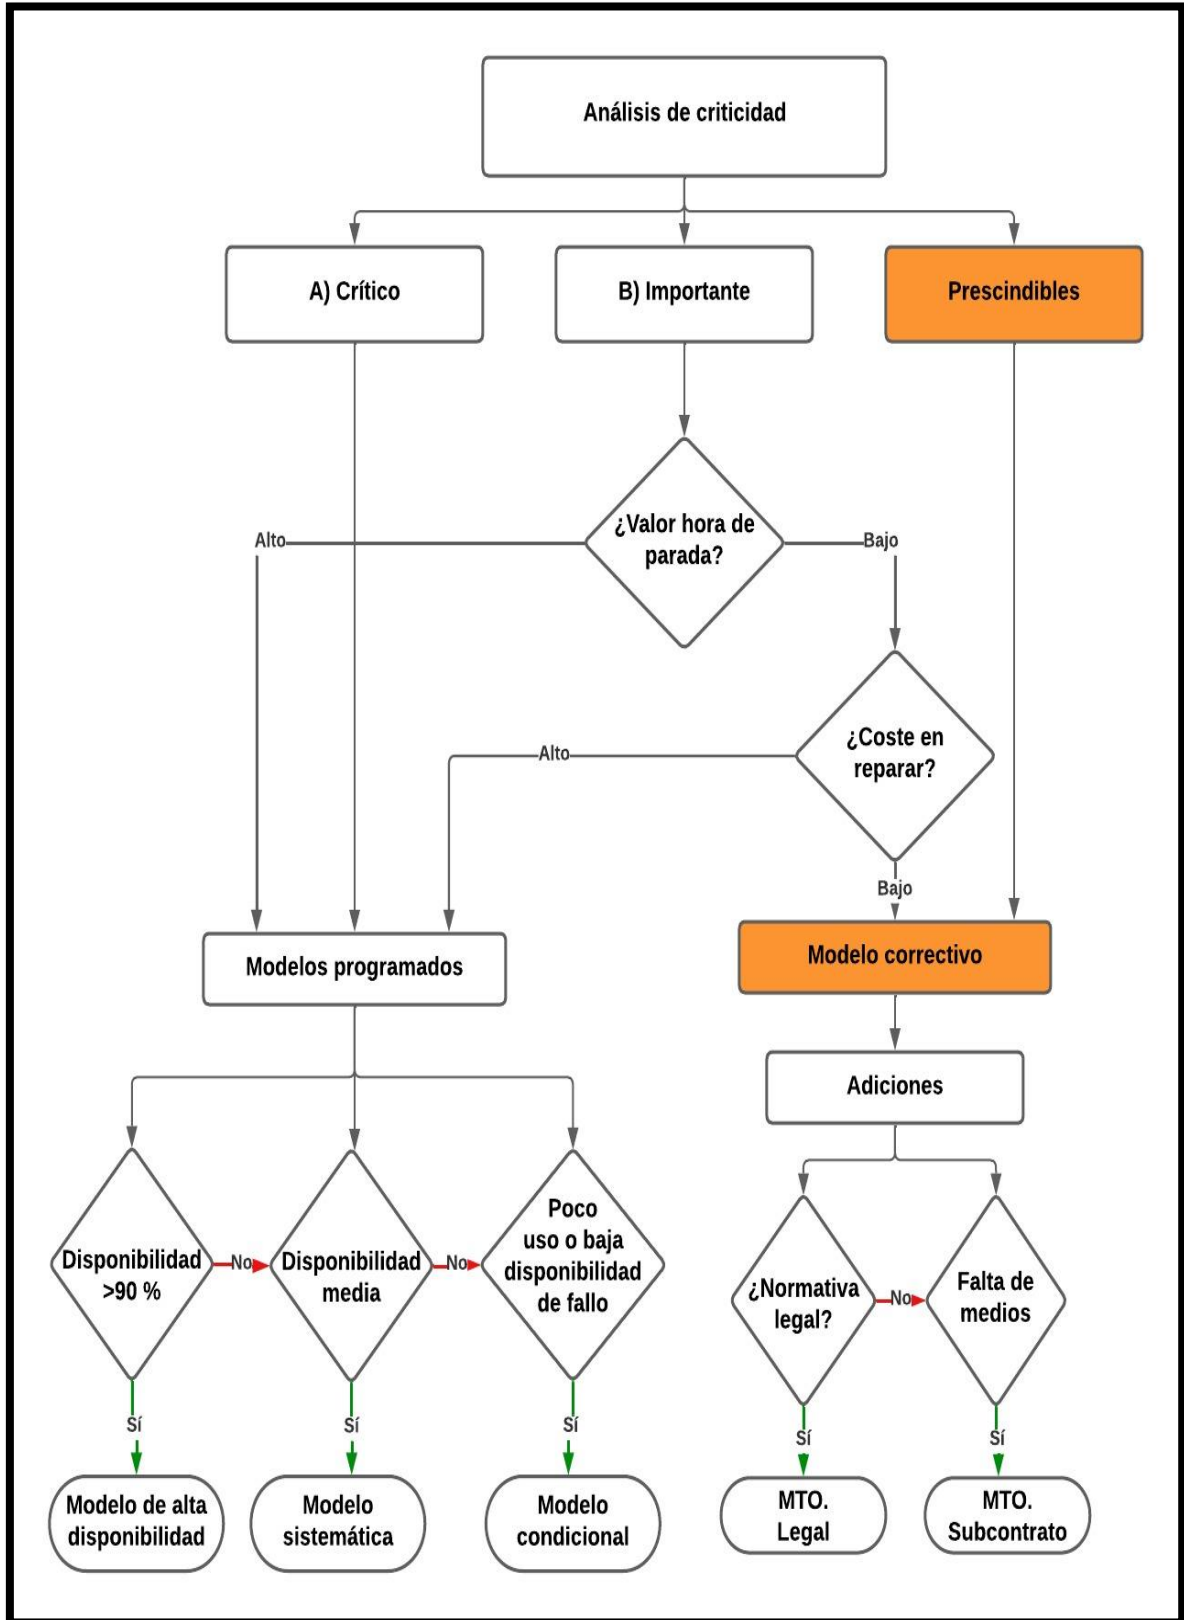 Análisis de criticidad
A) Crítico
B) Importante
Prescindibles
¿Valor hora de
parada?
Alto
Bajo
¿Coste en
reparar?
Alto
Bajo
Modelos programados
Modelo correctivo
Adiciones
Disponibilidad
>90 %
No
Disponibilidad
media
No
Poco
uso o baja
disponibilidad
de fallo
¿Normativa
legal?
No
Falta de
medios
Sí
Sí
Sí
Sí
Sí
Modelo de alta
disponibilidad
Modelo
sistemática
Modelo
condicional
MTO.
Legal
MTO.
Subcontrato